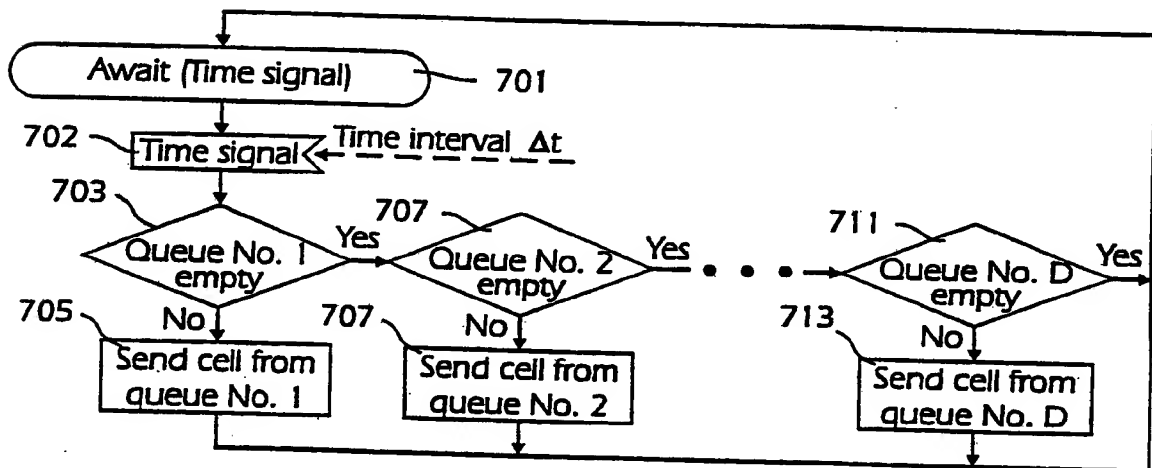 Await (Time signal)
701
702
Time signal
Time interval Δt
703
Queue No. 1
empty
Yes
707
Queue No. 2
empty
Yes
711
Queue No. D
empty
Yes
705
No
Send cell from
queue No. 1
707
No
Send cell from
queue No. 2
713
No
Send cell from
queue No. D